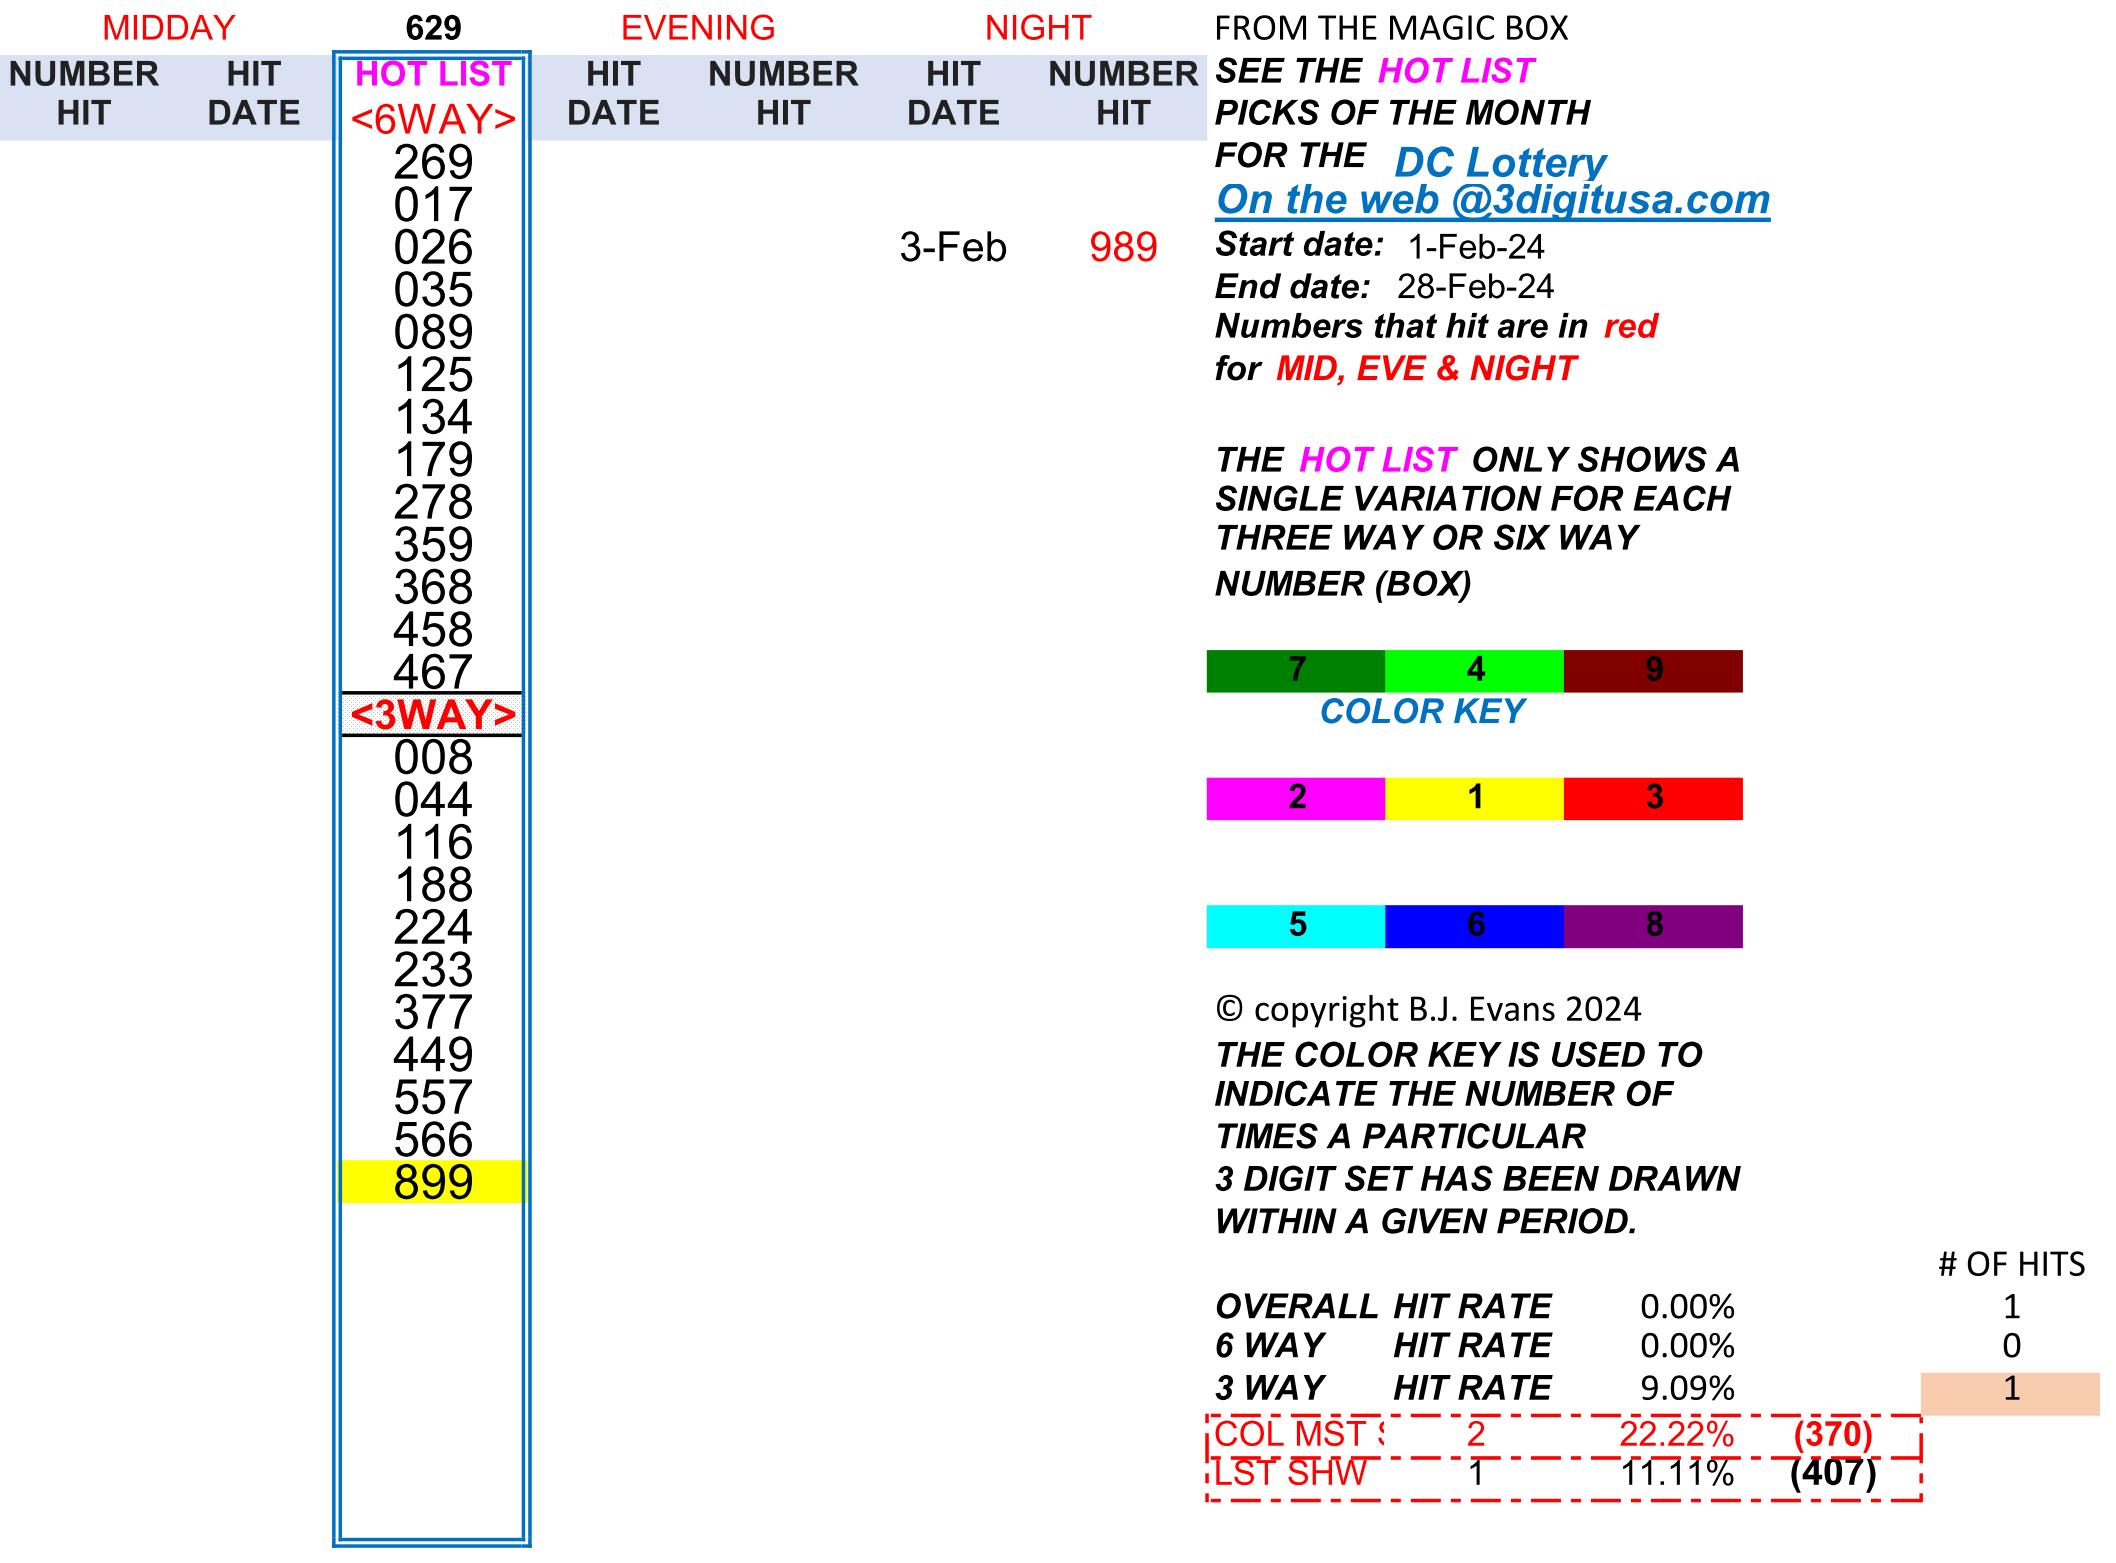 MIDDAY 629 EVENING NIGHT FROM THE MAGIC BOX
NUMBER HIT HOT LIST HIT NUMBER HIT NUMBER SEE THE HOT LIST
HIT DATE <6WAY> DATE HIT DATE HIT PICKS OF THE MONTH
269 FOR THE DC Lottery
017 On the web @3digitusa.com
026 3-Feb 989 Start date: 1-Feb-24
035 End date: 28-Feb-24
089 Numbers that hit are in red
125 for MID, EVE & NIGHT
134
179 THE HOT LIST ONLY SHOWS A
278 SINGLE VARIATION FOR EACH
359 THREE WAY OR SIX WAY
368 NUMBER (BOX)
458
467 7 4 9
<3WAY> COLOR KEY
008
044 2 1 3
116
188
224 5 6 8
233
377 © copyright B.J. Evans 2024
449 THE COLOR KEY IS USED TO
557 INDICATE THE NUMBER OF
566 TIMES A PARTICULAR
899 3 DIGIT SET HAS BEEN DRAWN
WITHIN A GIVEN PERIOD.
# OF HITS
OVERALL HIT RATE 0.00% 1
6 WAY HIT RATE 0.00% 0
3 WAY HIT RATE 9.09% 1
COL MST 2 22.22% (370)
LST SHW 1 11.11% (407)